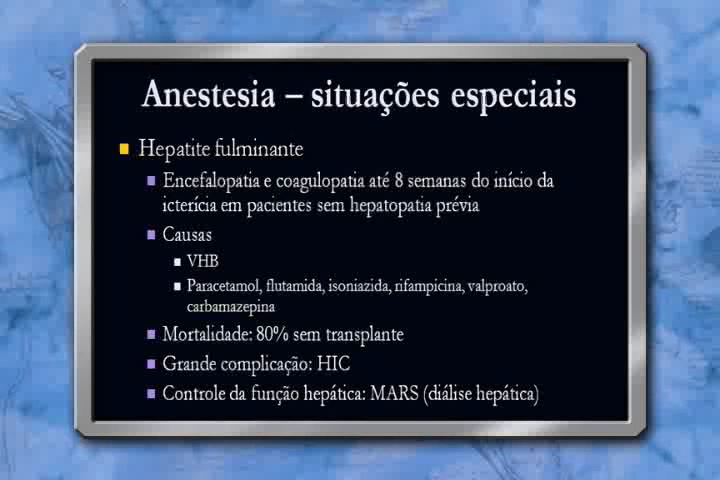 Anestesia – situações especiais
Hepatite fulminante
Encefalopatia e coagulopatia até 8 semanas do início da
icterícia em pacientes sem hepatopatia prévia
Causas
VHB
Paracetamol, flutamida, isoniazida, rifampicina, valproato,
carbamazepina
Mortalidade: 80% sem transplante
Grande complicação: HIC
Controle da função hepática: MARS (diálise hepática)